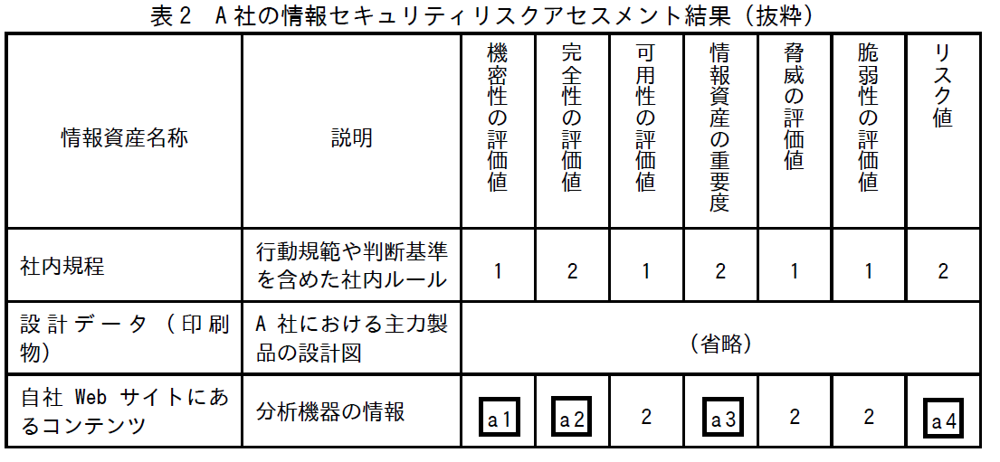 表2　A社の情報セキュリティリスクアセスメント結果（抜粋）
情報資産名称
説明
機密性の評価値
完全性の評価値
可用性の評価値
情報資産の重要度
脅威の評価値
脆弱性の評価値
リスク値
社内規程
行動規範や判断基準
を含めた社内ルール
1
2
1
2
1
1
2
設計データ（印刷
物）
A 社における主力製
品の設計図
（省略）
自社 Web サイトにあ
るコンテンツ
分析機器の情報
a1
a2
2
a3
2
2
a4